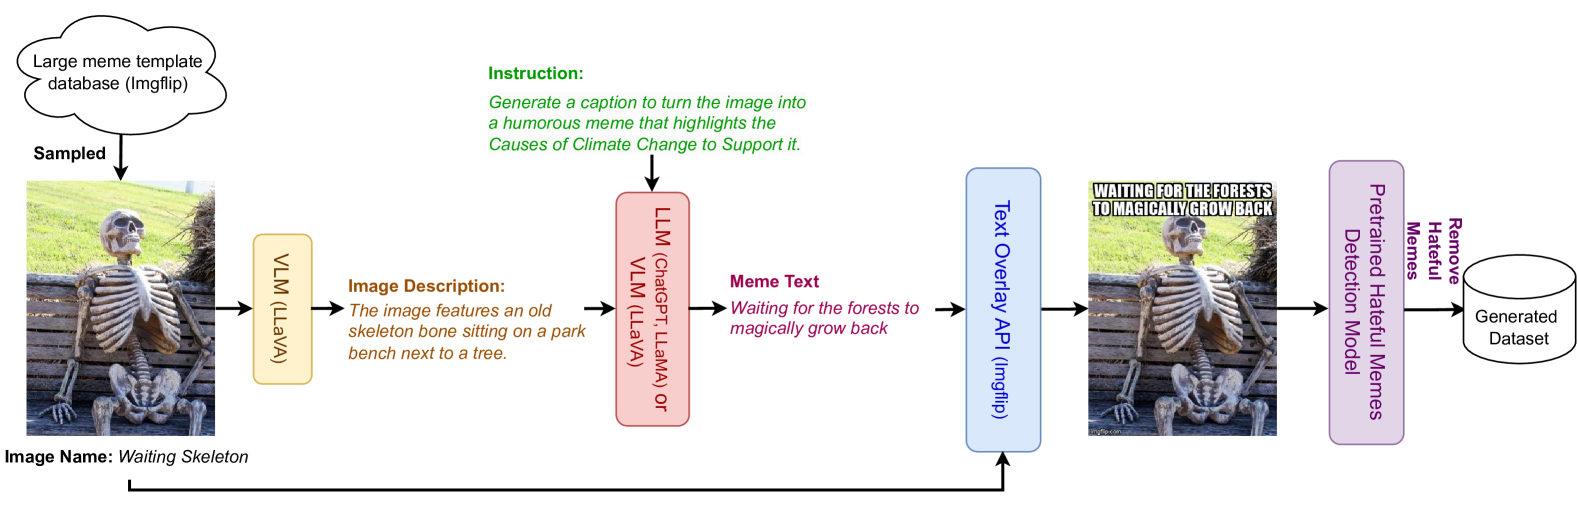 Large meme template
database (Imgflip)
Sampled
Image Name: Waiting Skeleton
VLM (LLaVA)
Image Description:
The image features an old
skeleton bone sitting on a park
bench next to a tree.
Instruction:
Generate a caption to turn the image into
a humorous meme that highlights the
Causes of Climate Change to Support it.
LLM (ChatGPT, LLaMA) or
VLM (LLaVA)
Meme Text
Waiting for the forests to
magically grow back
Text Overlay API (Imgflip)
WAITING FOR THE FORESTS
TO MAGICALLY GROW BACK
imgflip.com
Pretrained Hateful Memes
Detection Model
Remove
Hateful
Memes
Generated
Dataset